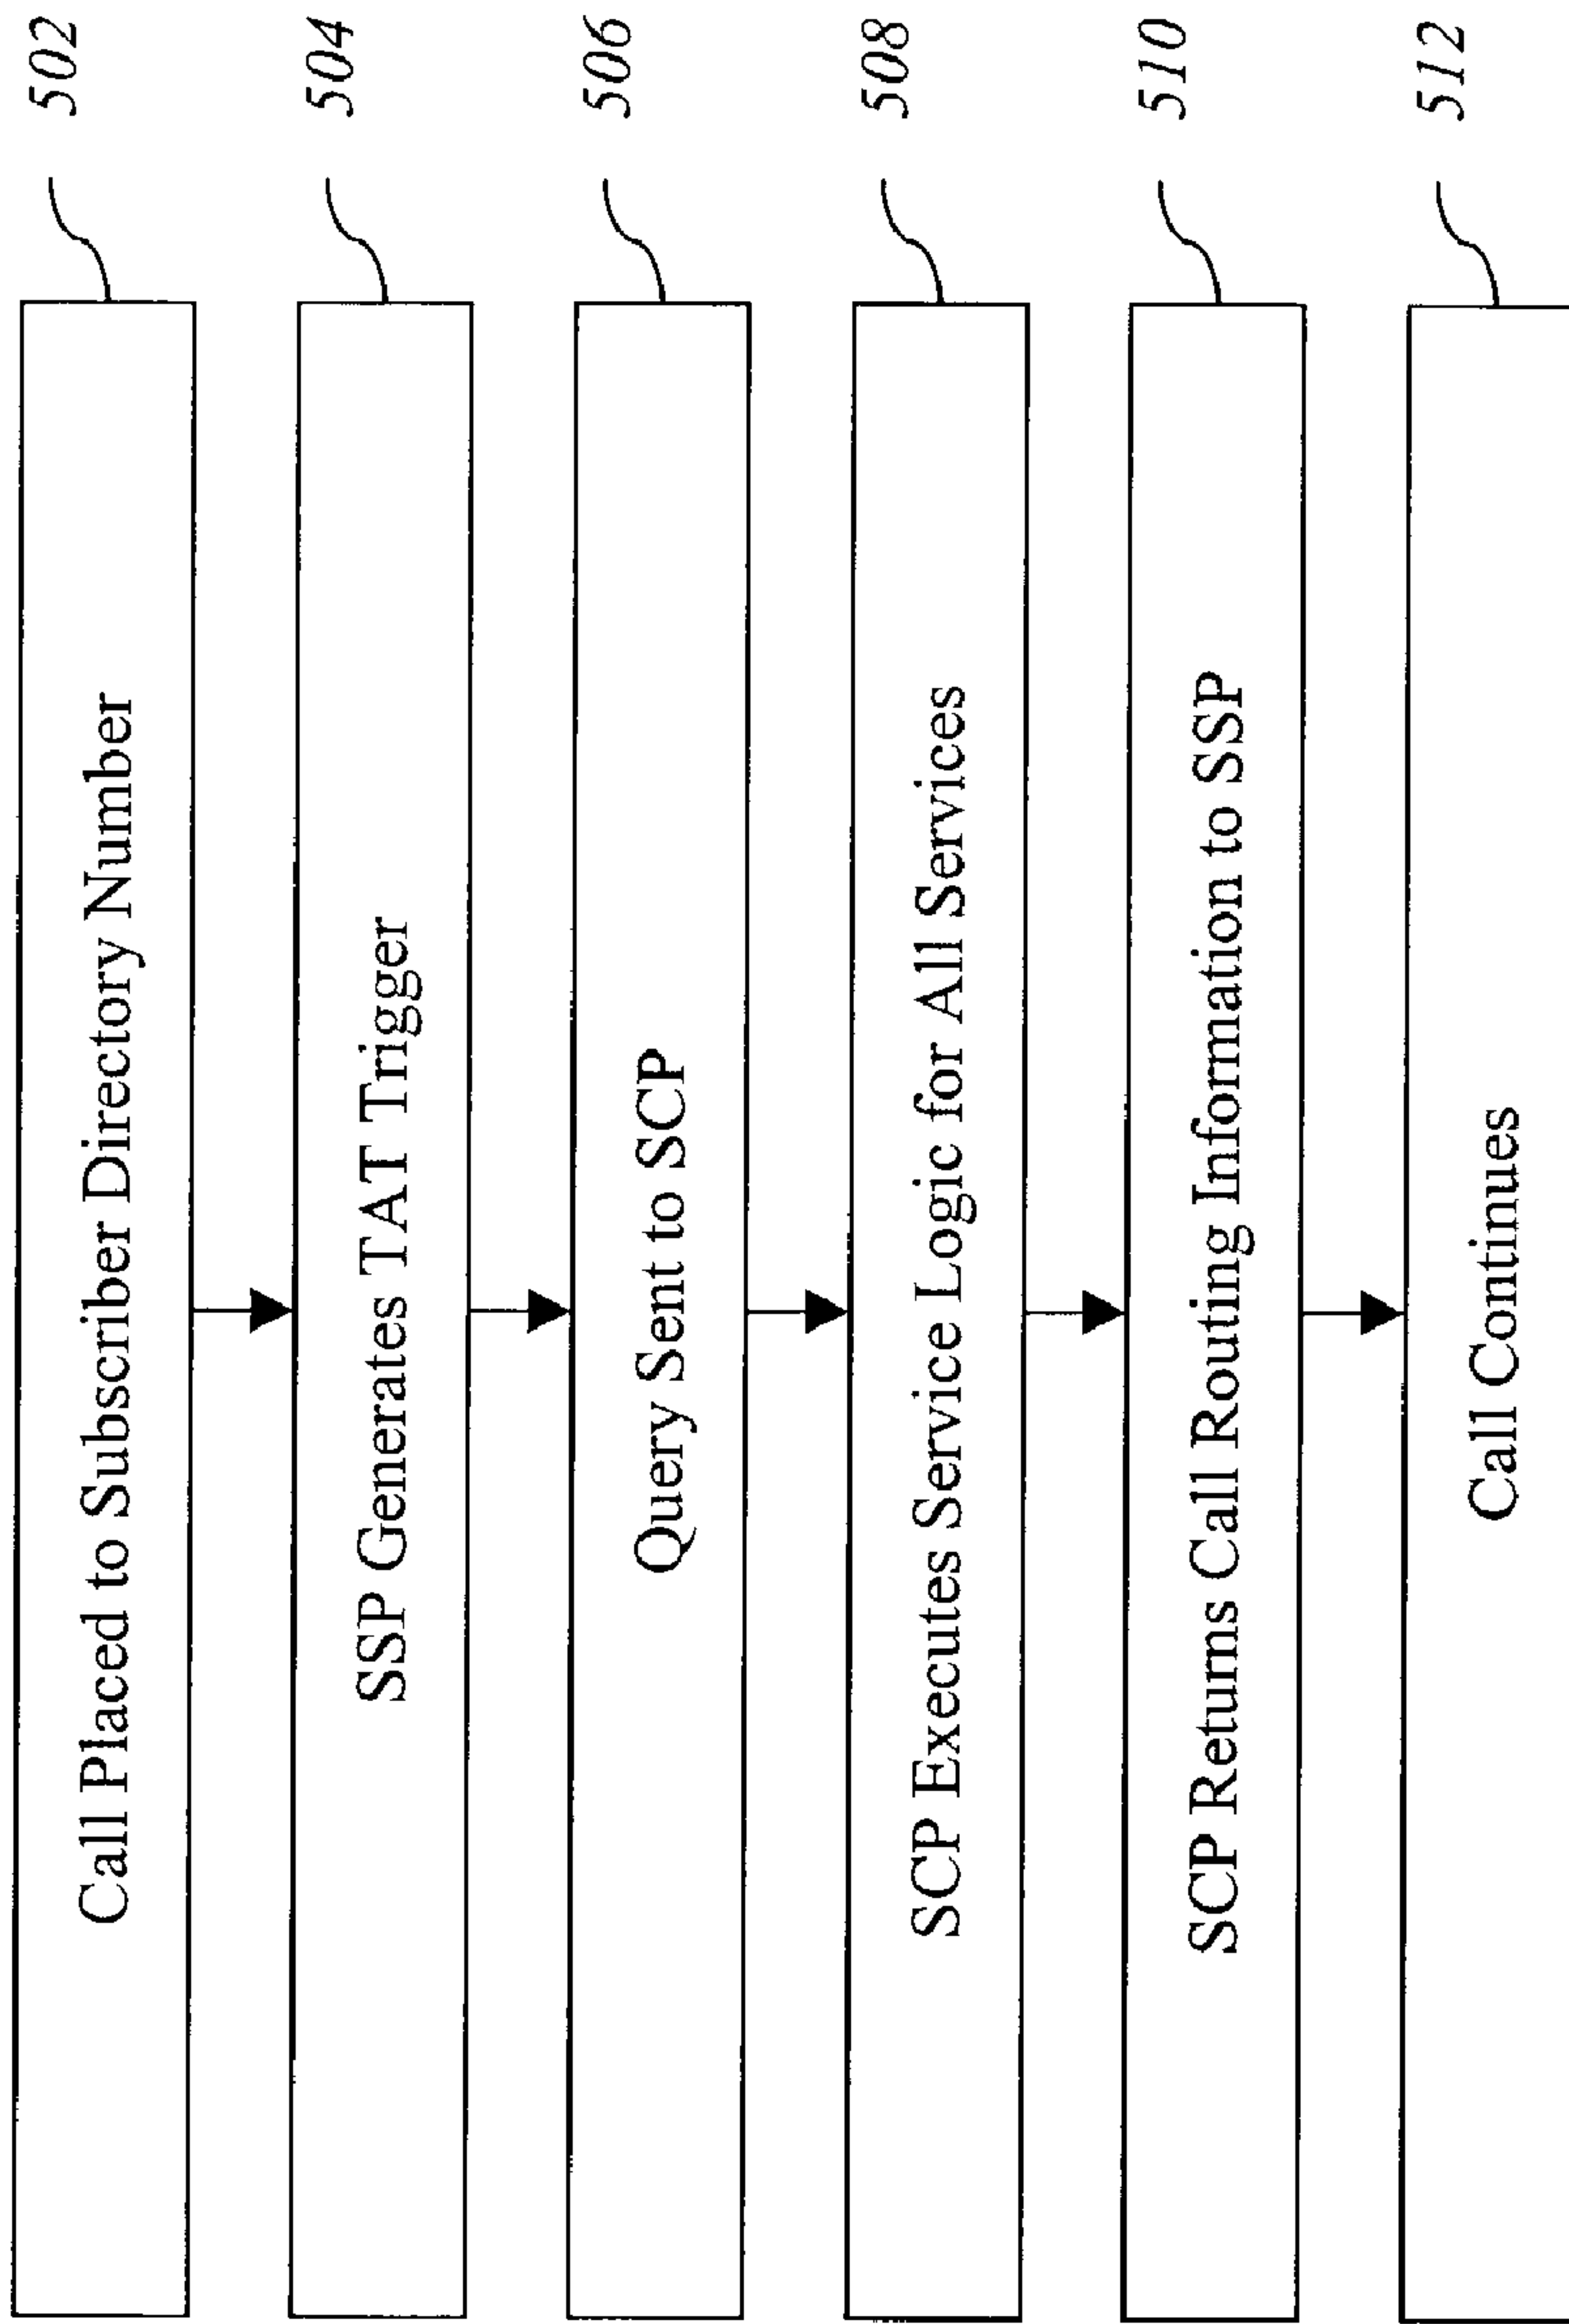 Call Placed to Subscriber Directory Number
502
SSP Generates TAT Trigger
504
Query Sent to SCP
506
SCP Executes Service Logic for All Services
508
SCP Returns Call Routing Information to SSP
510
Call Continues
512